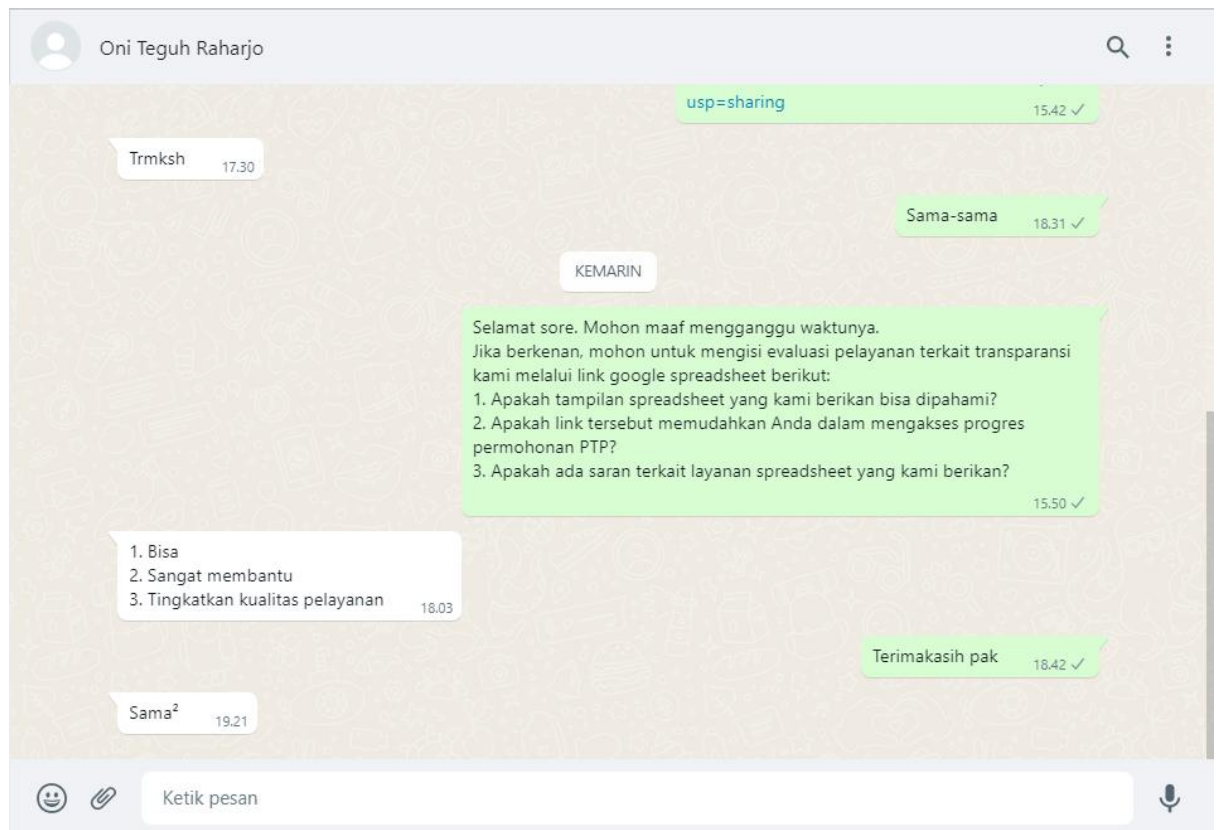 Oni Teguh Raharjo
usp=sharing
15.42
Trmksh
17.30
Sama-sama
18.31
KEMARIN
Selamat sore. Mohon maaf mengganggu waktunya.
Jika berkenan, mohon untuk mengisi evaluasi pelayanan terkait transparansi
kami melalui link google spreadsheet berikut:
1. Apakah tampilan spreadsheet yang kami berikan bisa dipahami?
2. Apakah link tersebut memudahkan Anda dalam mengakses progres
permohonan PTP?
3. Apakah ada saran terkait layanan spreadsheet yang kami berikan?
15.50
1. Bisa
2. Sangat membantu
3. Tingkatkan kualitas pelayanan
18.03
Terimakasih pak
18.42
Sama²
19.21
Ketik pesan